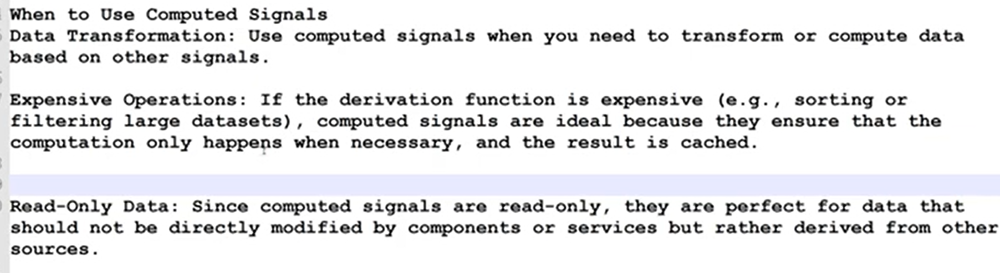 When to Use Computed Signals
Data Transformation: Use computed signals when you need to transform or compute data
based on other signals.
Expensive Operations: If the derivation function is expensive (e.g., sorting or
filtering large datasets), computed signals are ideal because they ensure that the
computation only happens when necessary, and the result is cached.
Read-Only Data: Since computed signals are read-only, they are perfect for data that
should not be directly modified by components or services but rather derived from other
sources.